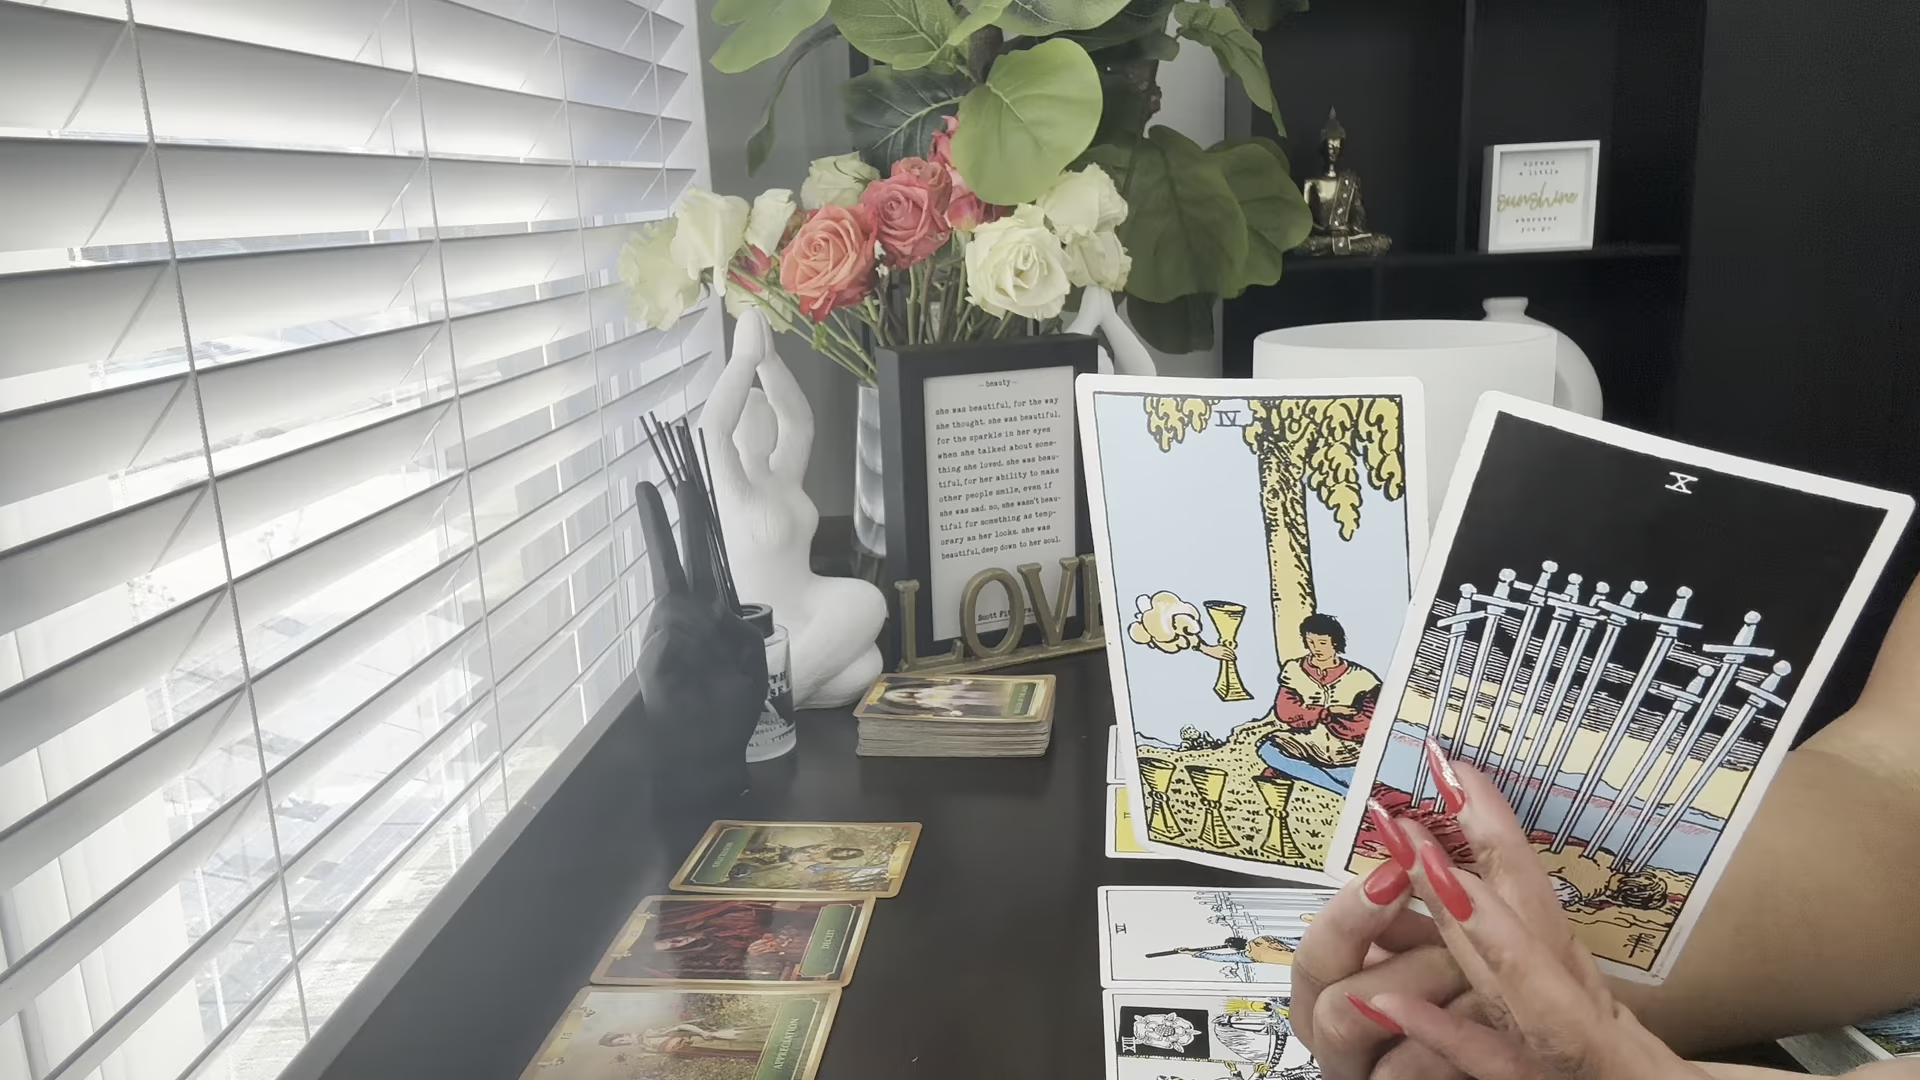 spread
a little
sunshine
wherever
you go
—beauty—
she was beautiful, for the way
she thought. she was beautiful,
for the sparkle in her eyes
when she talked about some-
thing she loved. she was beau-
tiful, for her ability to make
other people smile, even if
she was sad. no, she wasn't beau-
tiful for something as temp-
orary as her looks. she was
beautiful, deep down to her soul.
LOVE
IV
X
DECEIT
APPRECIATION
XIII